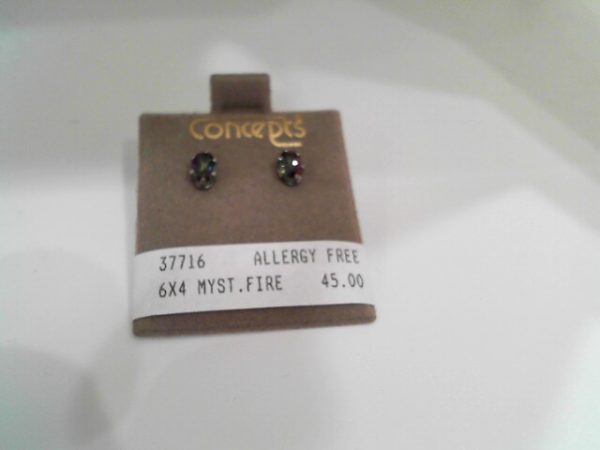 Concepts
37716 ALLERGY FREE
6X4 MYST.FIRE 45.00